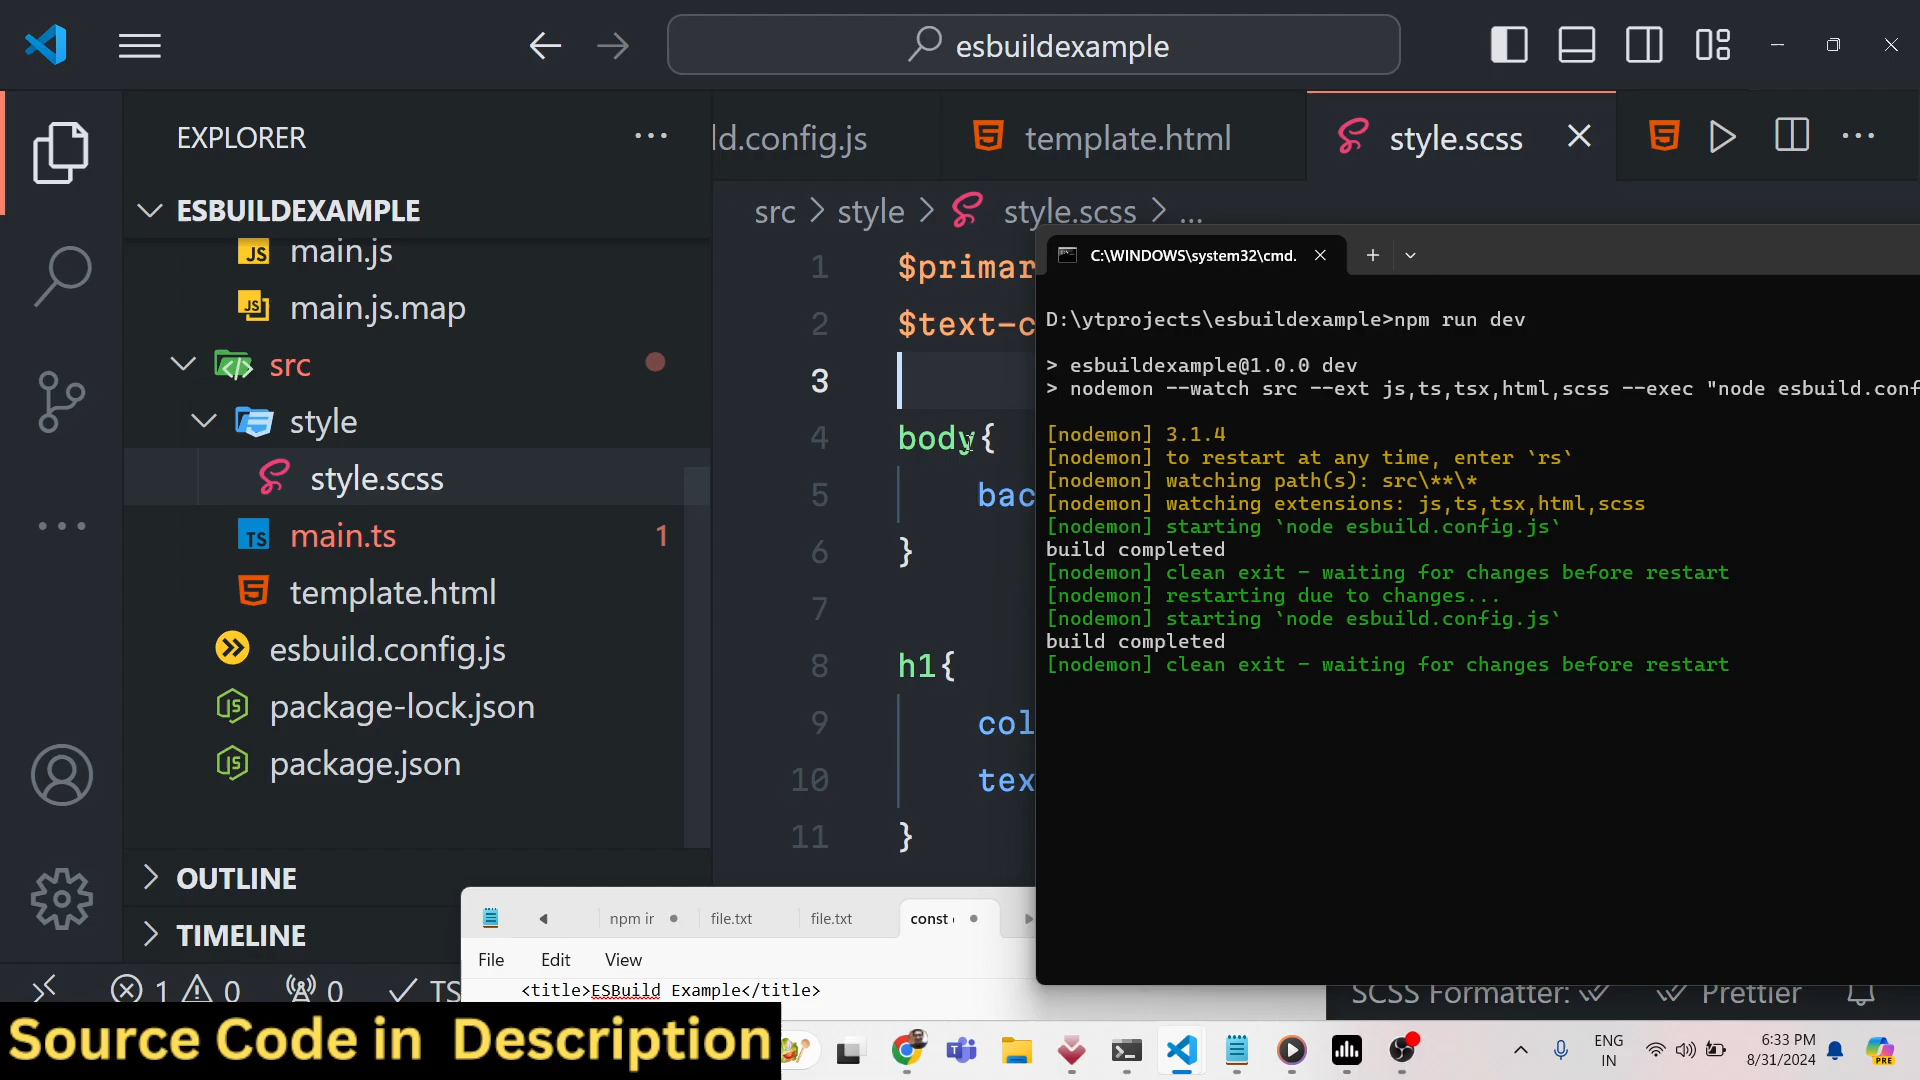 esbuildexample
EXPLORER
ld.config.js
template.html
style.scss
ESBUILDEXAMPLE
src > style > style.scss > ...
main.js
main.js.map
src
style
style.scss
main.ts 1
template.html
esbuild.config.js
package-lock.json
package.json
OUTLINE
TIMELINE
1 $primar
2 $text-c
3
4 body{
5 bac
6 }
7
8 h1{
9 col
10 tex
11 }
C:\WINDOWS\system32\cmd.
D:\ytprojects\esbuildexample>npm run dev
> esbuildexample@1.0.0 dev
> nodemon --watch src --ext js,ts,tsx,html,scss --exec "node esbuild.conf
[nodemon] 3.1.4
[nodemon] to restart at any time, enter `rs`
[nodemon] watching path(s): src\**\*
[nodemon] watching extensions: js,ts,tsx,html,scss
[nodemon] starting `node esbuild.config.js`
build completed
[nodemon] clean exit - waiting for changes before restart
[nodemon] restarting due to changes...
[nodemon] starting `node esbuild.config.js`
build completed
[nodemon] clean exit - waiting for changes before restart
npm ir
file.txt
file.txt
const
File Edit View
<title>ESBuild Example</title>
1 0 0 TS
SCSS Formatter: Prettier
Source Code in Description
ENG
IN
6:33 PM
8/31/2024
PRE